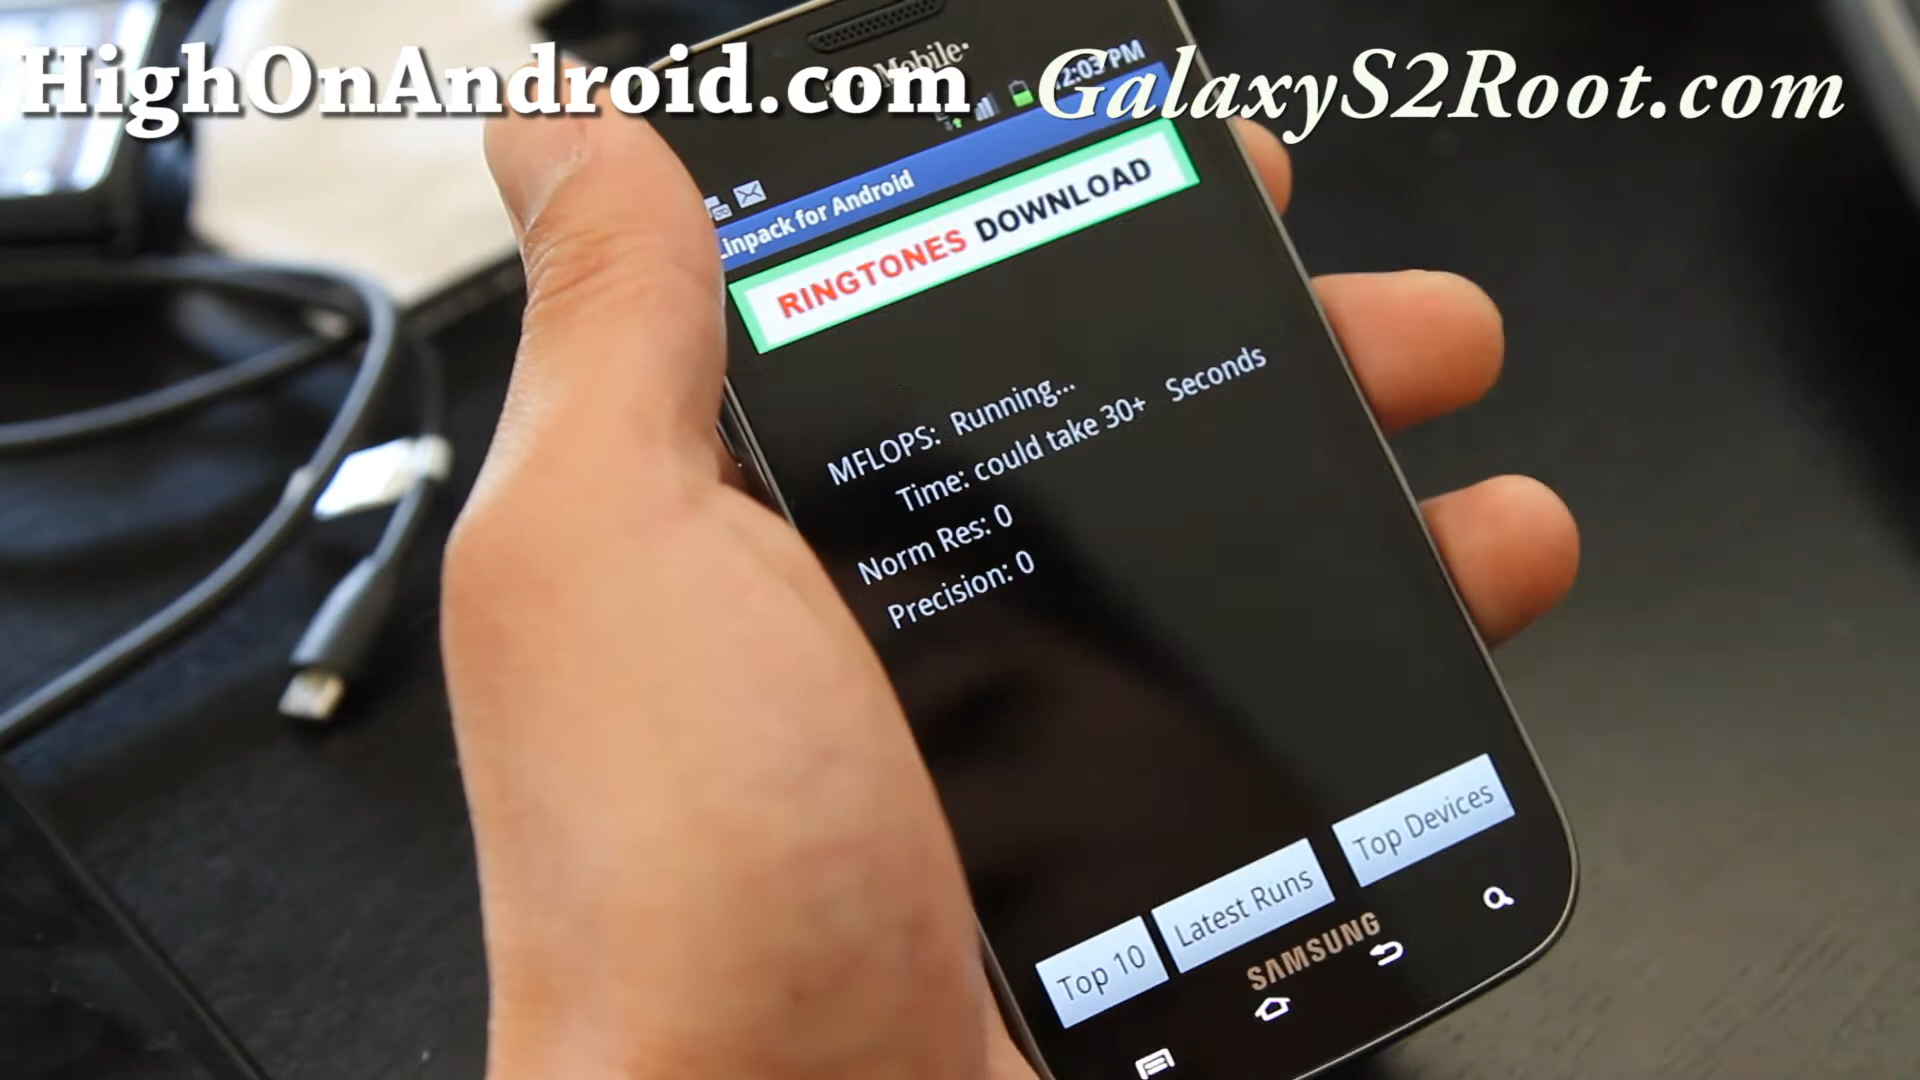 HighOnAndroid.com GalaxyS2Root.com
Mobile
2:03 PM
Linpack for Android
RINGTONES DOWNLOAD
MFLOPS: Running...
Time: could take 30+ Seconds
Norm Res: 0
Precision: 0
Top 10 Latest Runs Top Devices
SAMSUNG